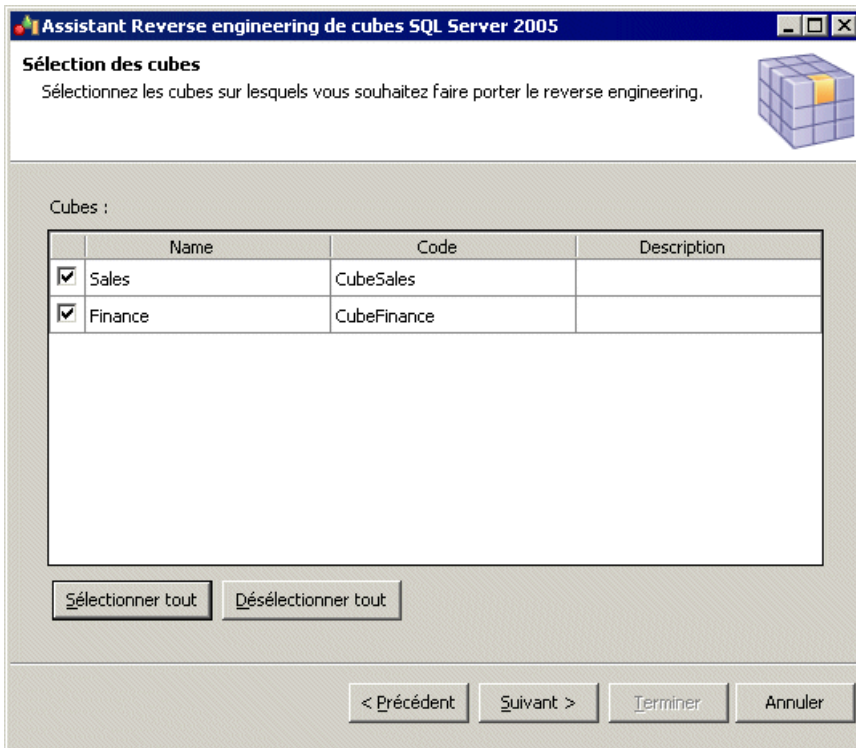 Assistant Reverse engineering de cubes SQL Server 2005
Sélection des cubes
Sélectionnez les cubes sur lesquels vous souhaitez faire porter le reverse engineering.
Cubes :
Name Code Description
Sales CubeSales
Finance CubeFinance
Sélectionner tout Désélectionner tout
< Précédent Suivant > Terminer Annuler